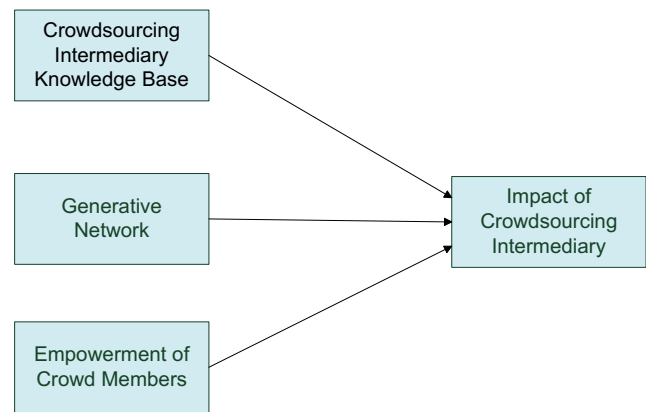 Crowdsourcing
Intermediary
Knowledge Base
Generative
Network
Empowerment of
Crowd Members
Impact of
Crowdsourcing
Intermediary